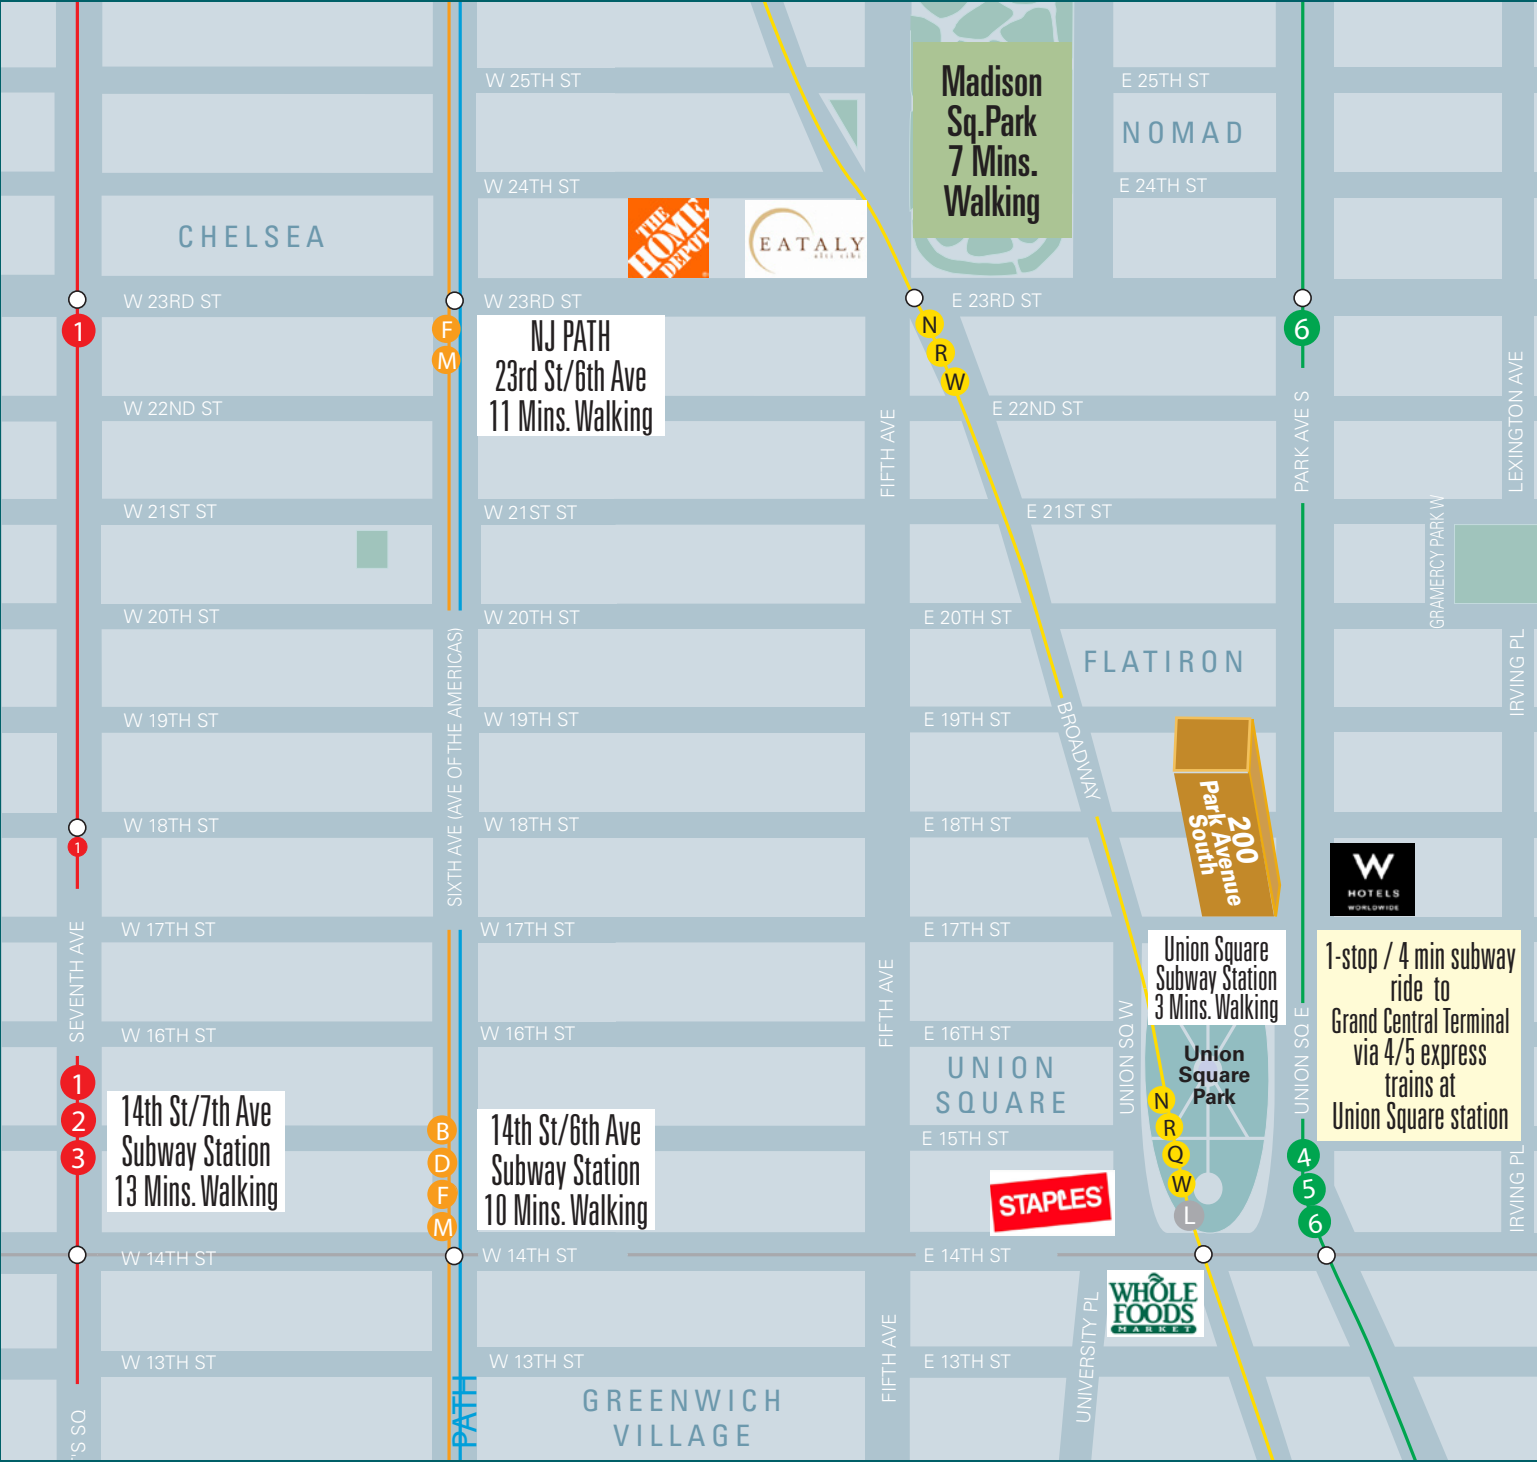 W 25TH ST
E 25TH ST
Madison
Sq.Park
7 Mins.
Walking
NOMAD
W 24TH ST
E 24TH ST
CHELSEA
THE
HOME
DEPOT
EATALY
alti cibi
W 23RD ST
W 23RD ST
E 23RD ST
1
F
M
NJ PATH
23rd St/6th Ave
11 Mins. Walking
N
R
W
6
W 22ND ST
E 22ND ST
FIFTH AVE
PARK AVE S
LEXINGTON AVE
W 21ST ST
W 21ST ST
E 21ST ST
GRAMERCY PARK W
W 20TH ST
W 20TH ST
E 20TH ST
SIXTH AVE (AVE OF THE AMERICAS)
FLATIRON
IRVING PL
W 19TH ST
W 19TH ST
E 19TH ST
BROADWAY
200
Park Avenue
South
W 18TH ST
W 18TH ST
E 18TH ST
1
W
HOTELS
WORLDWIDE
W 17TH ST
W 17TH ST
E 17TH ST
SEVENTH AVE
FIFTH AVE
Union Square
Subway Station
3 Mins. Walking
1-stop / 4 min subway
ride to
Grand Central Terminal
via 4/5 express
trains at
Union Square station
W 16TH ST
W 16TH ST
E 16TH ST
UNION SQ W
UNION SQ E
UNION
SQUARE
Union
Square
Park
1
2
3
14th St/7th Ave
Subway Station
13 Mins. Walking
B
D
F
M
14th St/6th Ave
Subway Station
10 Mins. Walking
E 15TH ST
N
R
Q
W
L
4
5
6
IRVING PL
STAPLES
W 14TH ST
W 14TH ST
E 14TH ST
WHOLE
FOODS
MARKET
UNIVERSITY PL
FIFTH AVE
W 13TH ST
W 13TH ST
E 13TH ST
PATH
GREENWICH
VILLAGE
'S SQ